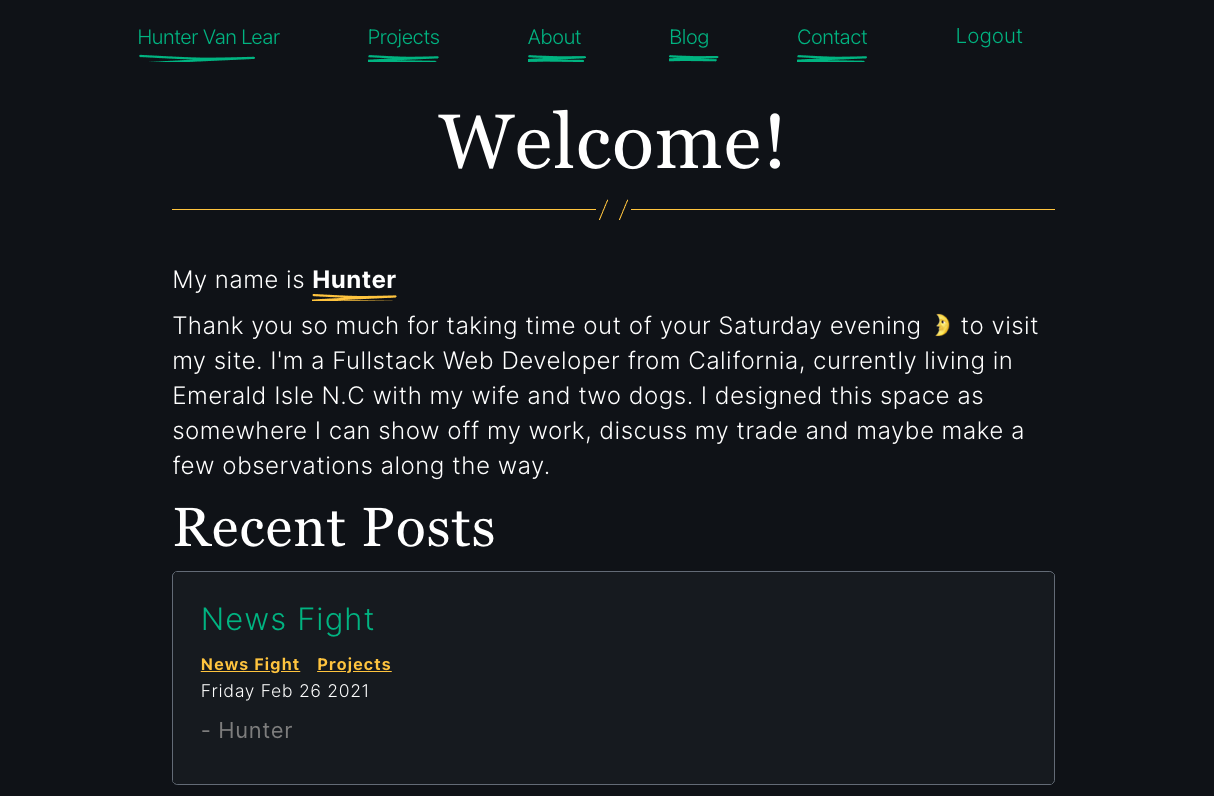 Hunter Van Lear Projects About Blog Contact Logout
Welcome!
My name is Hunter
Thank you so much for taking time out of your Saturday evening 🌛 to visit
my site. I'm a Fullstack Web Developer from California, currently living in
Emerald Isle N.C with my wife and two dogs. I designed this space as
somewhere I can show off my work, discuss my trade and maybe make a
few observations along the way.
Recent Posts
News Fight
News Fight Projects
Friday Feb 26 2021
- Hunter